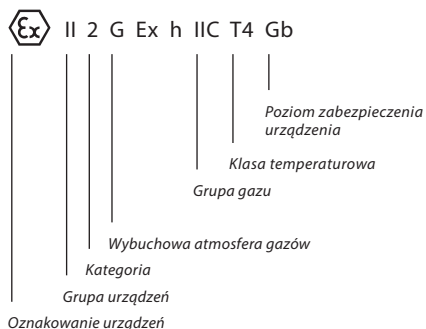 Ex II 2 G Ex h IIC T4 Gb
Poziom zabezpieczenia
urządzenia
Klasa temperaturowa
Grupa gazu
Wybuchowa atmosfera gazów
Kategoria
Grupa urządzeń
Oznakowanie urządzeń